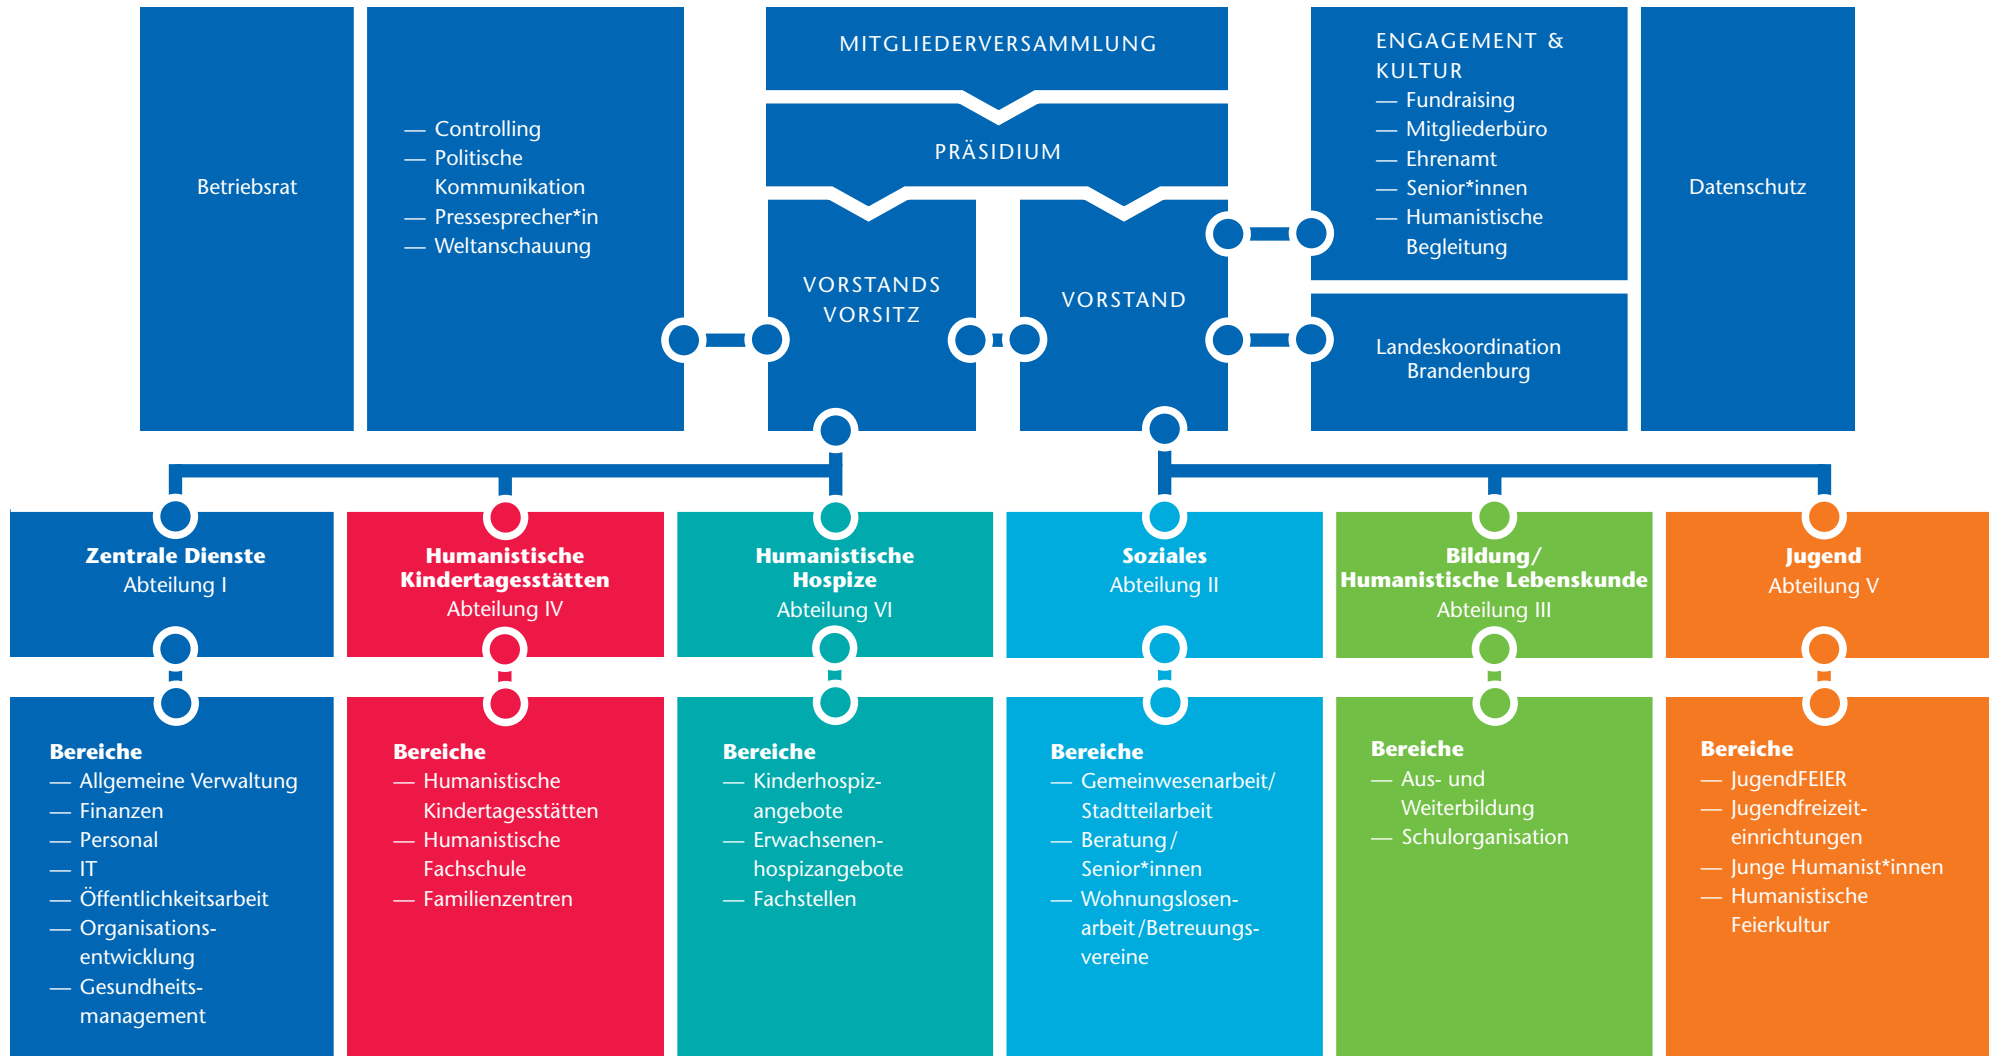 MITGLIEDERVERSAMMLUNG
PRÄSIDIUM
VORSTANDS
VORSITZ
VORSTAND
Betriebsrat
— Controlling
— Politische
Kommunikation
— Pressesprecher*in
— Weltanschauung
ENGAGEMENT &
KULTUR
— Fundraising
— Mitgliederbüro
— Ehrenamt
— Senior*innen
— Humanistische
Begleitung
Landeskoordination
Brandenburg
Datenschutz
Zentrale Dienste
Abteilung I
Humanistische
Kindertagesstätten
Abteilung IV
Humanistische
Hospize
Abteilung VI
Soziales
Abteilung II
Bildung/
Humanistische Lebenskunde
Abteilung III
Jugend
Abteilung V
Bereiche
— Allgemeine Verwaltung
— Finanzen
— Personal
— IT
— Öffentlichkeitsarbeit
— Organisations-
entwicklung
— Gesundheits-
management
Bereiche
— Humanistische
Kindertagesstätten
— Humanistische
Fachschule
— Familienzentren
Bereiche
— Kinderhospiz-
angebote
— Erwachsenen-
hospizangebote
— Fachstellen
Bereiche
— Gemeinwesenarbeit/
Stadtteilarbeit
— Beratung/
Senior*innen
— Wohnungslosen-
arbeit/Betreuungs-
vereine
Bereiche
— Aus- und
Weiterbildung
— Schulorganisation
Bereiche
— JugendFEIER
— Jugendfreizeit-
einrichtungen
— Junge Humanist*innen
— Humanistische
Feierkultur